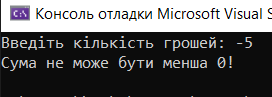 Консоль отладки Microsoft Visual S
Введіть кількість грошей: -5
Сума не може бути менша 0!